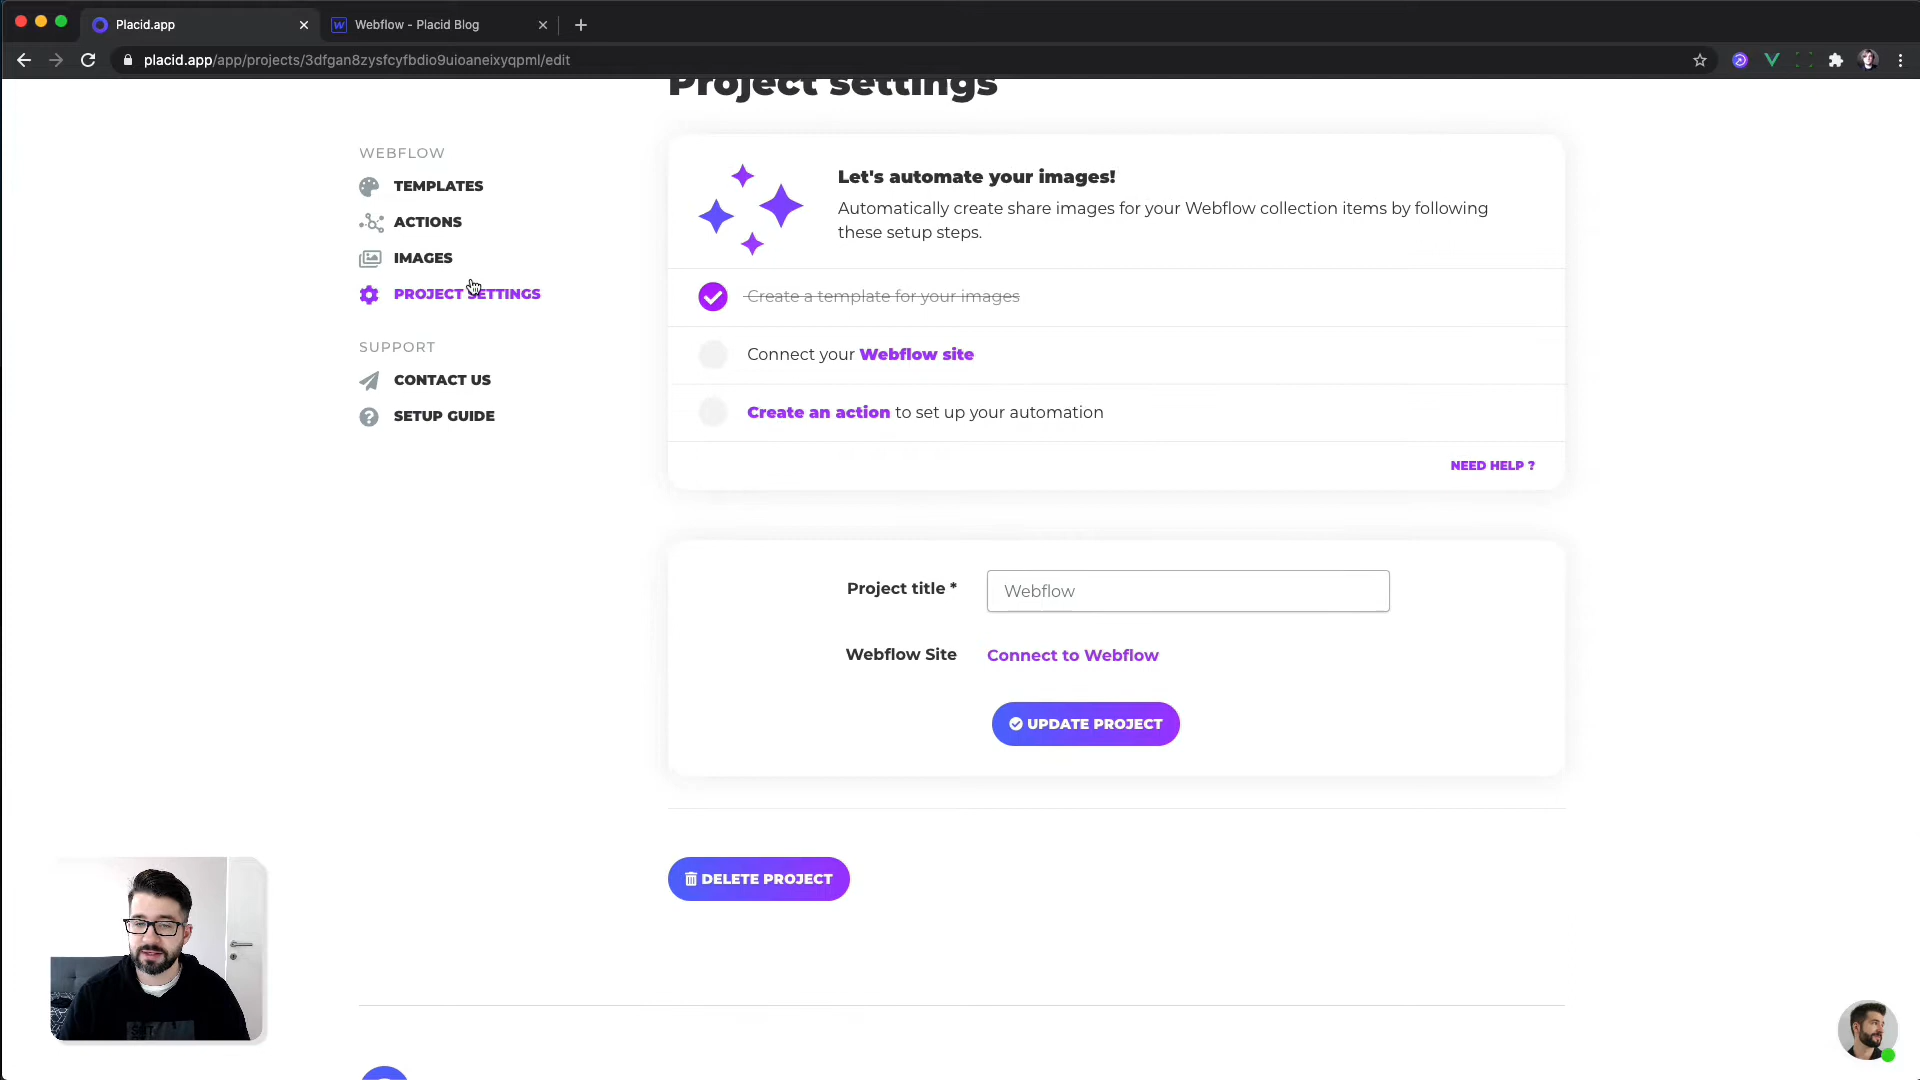 Placid.app
Webflow - Placid Blog
placid.app/app/projects/3dfgan8zysfcyfbdio9uioaneixyqpml/edit
Project settings
WEBFLOW
TEMPLATES
ACTIONS
IMAGES
PROJECT SETTINGS
SUPPORT
CONTACT US
SETUP GUIDE
Let's automate your images!
Automatically create share images for your Webflow collection items by following
these setup steps.
Create a template for your images
Connect your Webflow site
Create an action to set up your automation
NEED HELP ?
Project title *
Webflow
Webflow Site
Connect to Webflow
UPDATE PROJECT
DELETE PROJECT